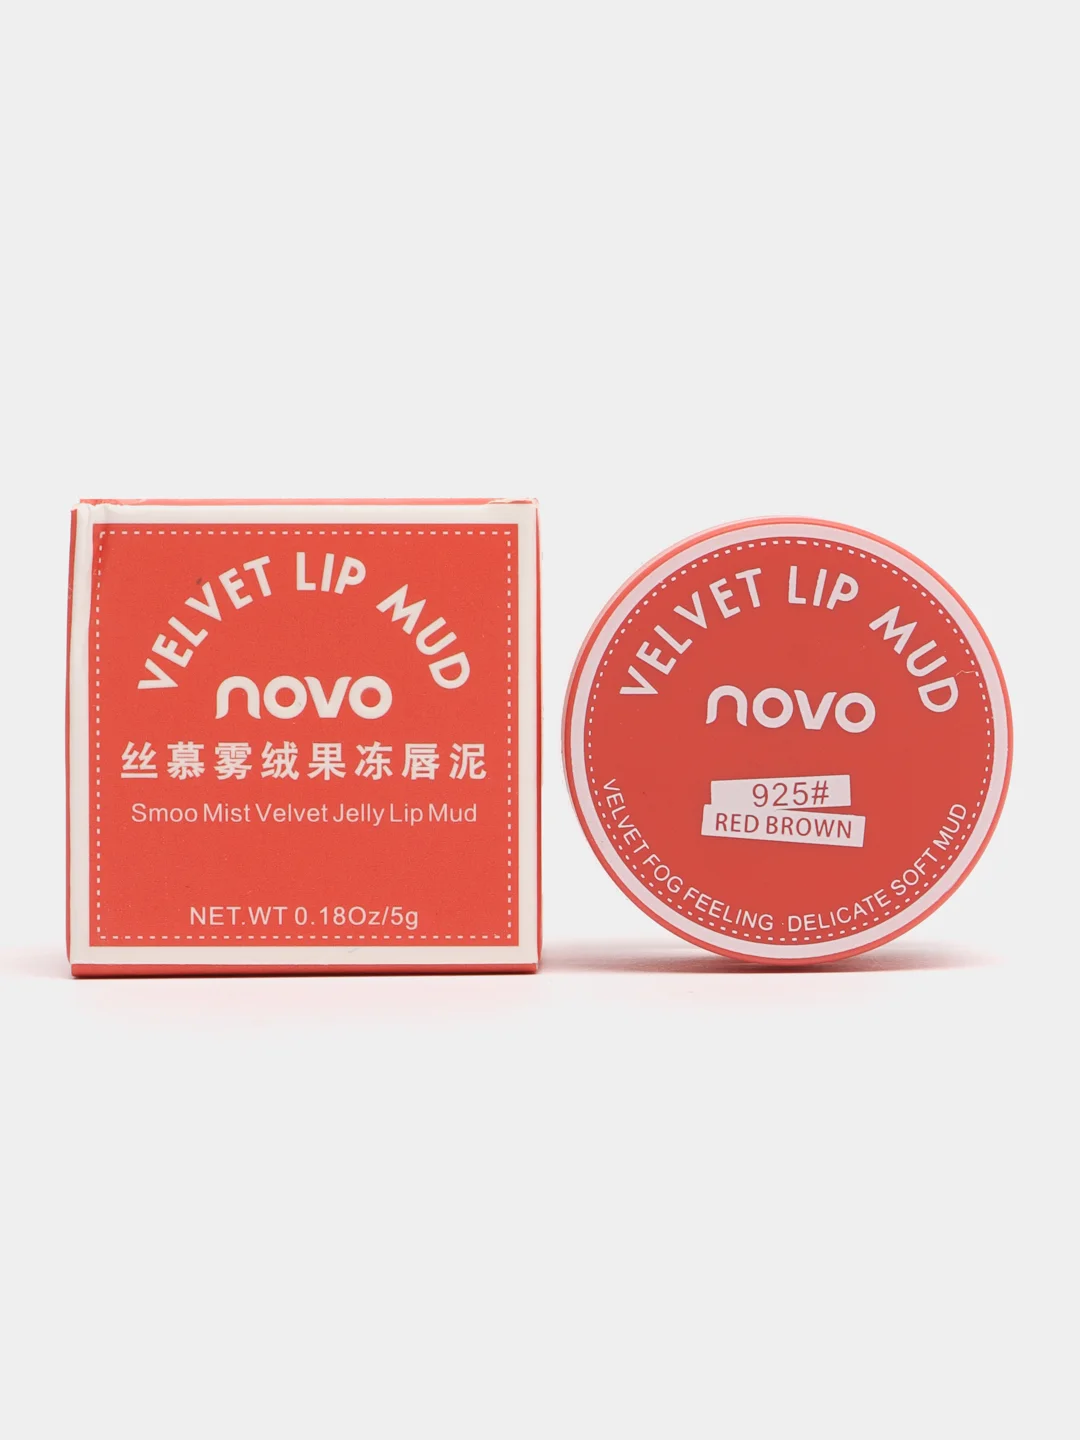 VELVET LIP MUD
novo
丝慕雾绒果冻唇泥
Smoo Mist Velvet Jelly Lip Mud
NET.WT 0.18Oz/5g
VELVET LIP MUD
novo
925#
RED BROWN
VELVET FOG FEELING · DELICATE SOFT MUD